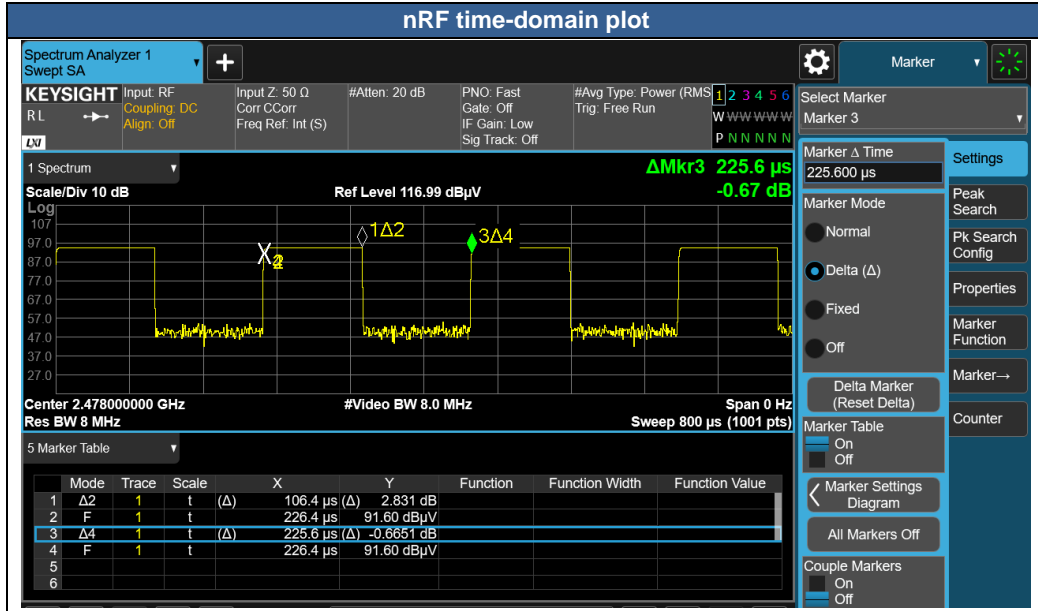 nRF time-domain plot
Spectrum Analyzer 1
Swept SA
Marker
KEYSIGHT
RL
LXI
Input: RF
Coupling: DC
Align: Off
Input Z: 50 Ω
Corr CCorr
Freq Ref: Int (S)
#Atten: 20 dB
PNO: Fast
Gate: Off
IF Gain: Low
Sig Track: Off
#Avg Type: Power (RMS
Trig: Free Run
1 2 3 4 5 6
W W W W W W
P N N N N N
Select Marker
Marker 3
1 Spectrum
ΔMkr3 225.6 µs
-0.67 dB
Scale/Div 10 dB
Ref Level 116.99 dBµV
Log
107
97.0
87.0
77.0
67.0
57.0
47.0
37.0
27.0
1Δ2
3Δ4
Center 2.478000000 GHz
#Video BW 8.0 MHz
Span 0 Hz
Res BW 8 MHz
Sweep 800 µs (1001 pts)
5 Marker Table
Mode Trace Scale X Y Function Function Width Function Value
1 Δ2 1 t (Δ) 106.4 µs (Δ) 2.831 dB
2 F 1 t 226.4 µs 91.60 dBµV
3 Δ4 1 t (Δ) 225.6 µs (Δ) -0.6651 dB
4 F 1 t 226.4 µs 91.60 dBµV
5
6
Marker Δ Time
225.600 µs
Marker Mode
Normal
Delta (Δ)
Fixed
Off
Delta Marker
(Reset Delta)
Marker Table
On
Off
Marker Settings
Diagram
All Markers Off
Couple Markers
On
Off
Settings
Peak
Search
Pk Search
Config
Properties
Marker
Function
Marker→
Counter